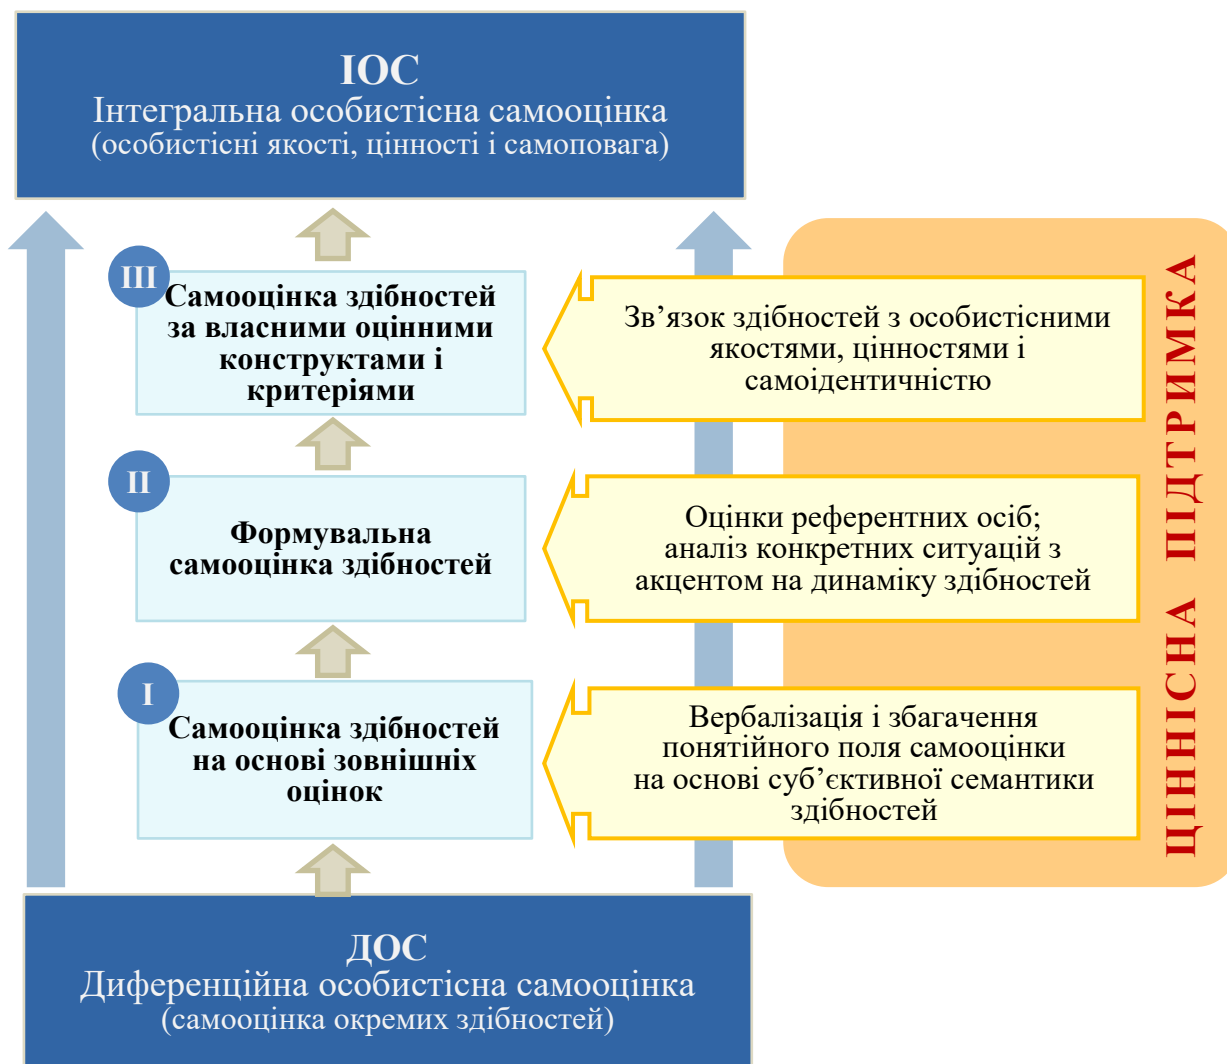 ІОС
Інтегральна особистісна самооцінка
(особистісні якості, цінності і самоповага)
III
Самооцінка здібностей
за власними оцінними
конструктами і
критеріями
Зв’язок здібностей з особистісними
якостями, цінностями і
самоідентичністю
II
Формувальна
самооцінка здібностей
Оцінки референтних осіб;
аналіз конкретних ситуацій з
акцентом на динаміку здібностей
I
Самооцінка здібностей
на основі зовнішніх
оцінок
Вербалізація і збагачення
понятійного поля самооцінки
на основі суб’єктивної семантики
здібностей
ЦІННІСНА ПІДТРИМКА
ДОС
Диференційна особистісна самооцінка
(самооцінка окремих здібностей)